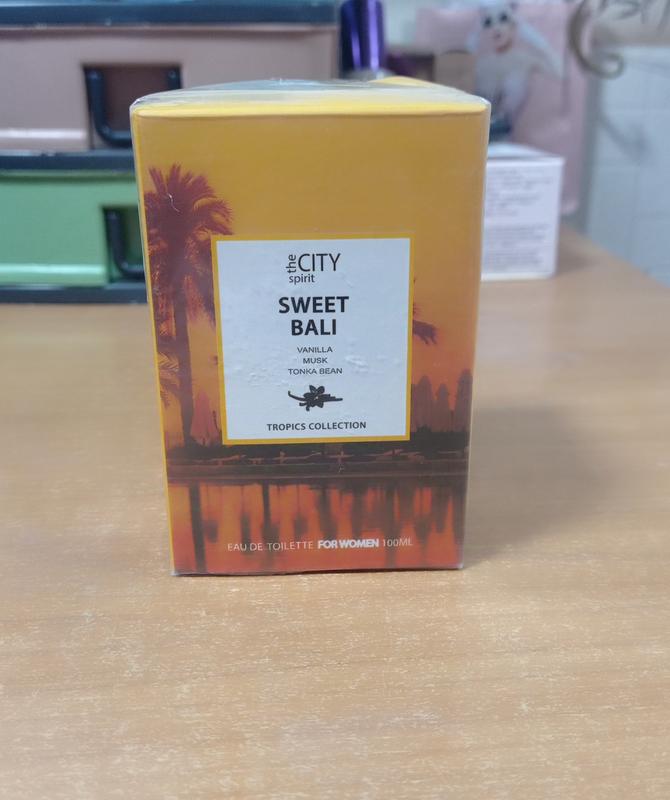 the CITY
spirit
SWEET
BALI
VANILLA
MUSK
TONKA BEAN
TROPICS COLLECTION
EAU DE TOILETTE FOR WOMEN 100ML